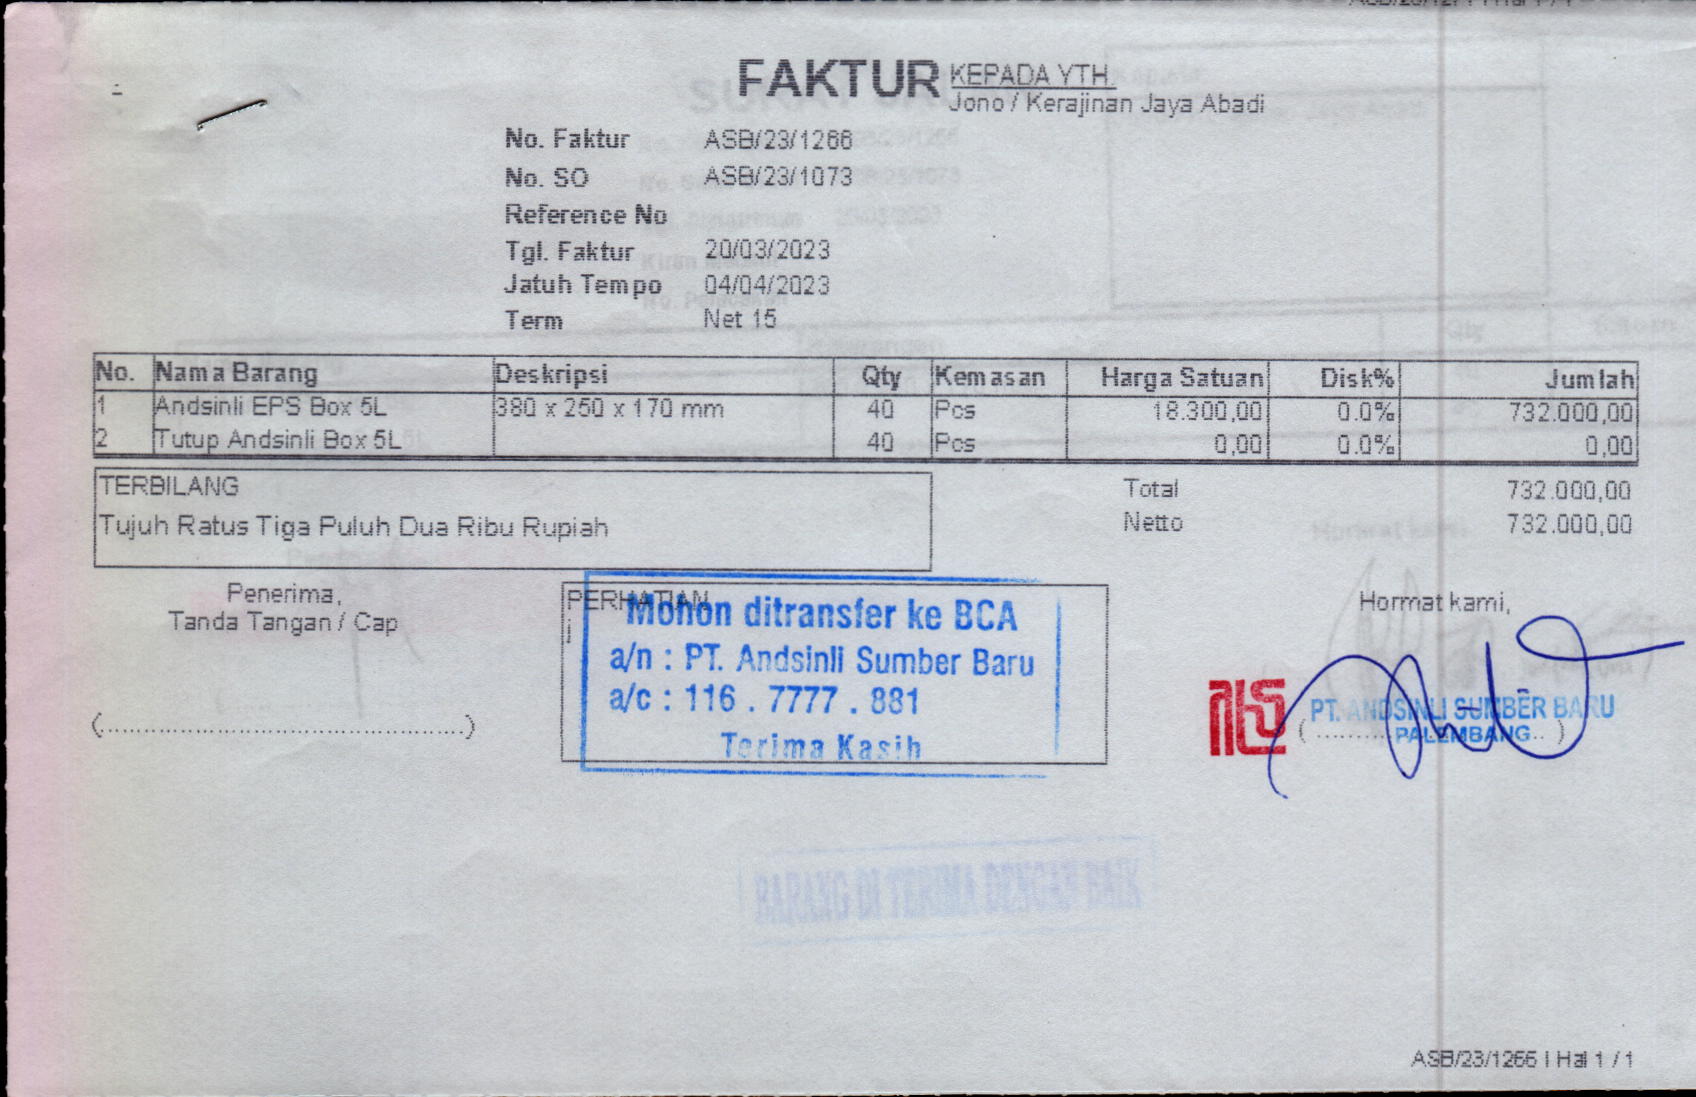 FAKTUR
KEPADA YTH.
Jono / Kerajinan Jaya Abadi
No. Faktur ASB/23/1266
No. SO ASB/23/1073
Reference No
Tgl. Faktur 20/03/2023
Jatuh Tempo 04/04/2023
Term Net 15
No. Nama Barang Deskripsi Qty Kemasan Harga Satuan Disk% Jumlah
1 Andsinli EPS Box 5L 380 x 250 x 170 mm 40 Pcs 18.300,00 0.0% 732.000,00
2 Tutup Andsinli Box 5L 40 Pcs 0,00 0.0% 0,00
TERBILANG
Tujuh Ratus Tiga Puluh Dua Ribu Rupiah
Total 732.000,00
Netto 732.000,00
Penerima,
Tanda Tangan / Cap
(..........................................................)
PERHATIAN
i
Mohon ditransfer ke BCA
a/n : PT. Andsinli Sumber Baru
a/c : 116 . 7777 . 881
Terima Kasih
Hormat kami,
PT. ANDSINLI SUMBER BARU
PALEMBANG
BARANG DI TERIMA DENGAN BAIK
ASB/23/1266 | Hal 1 / 1